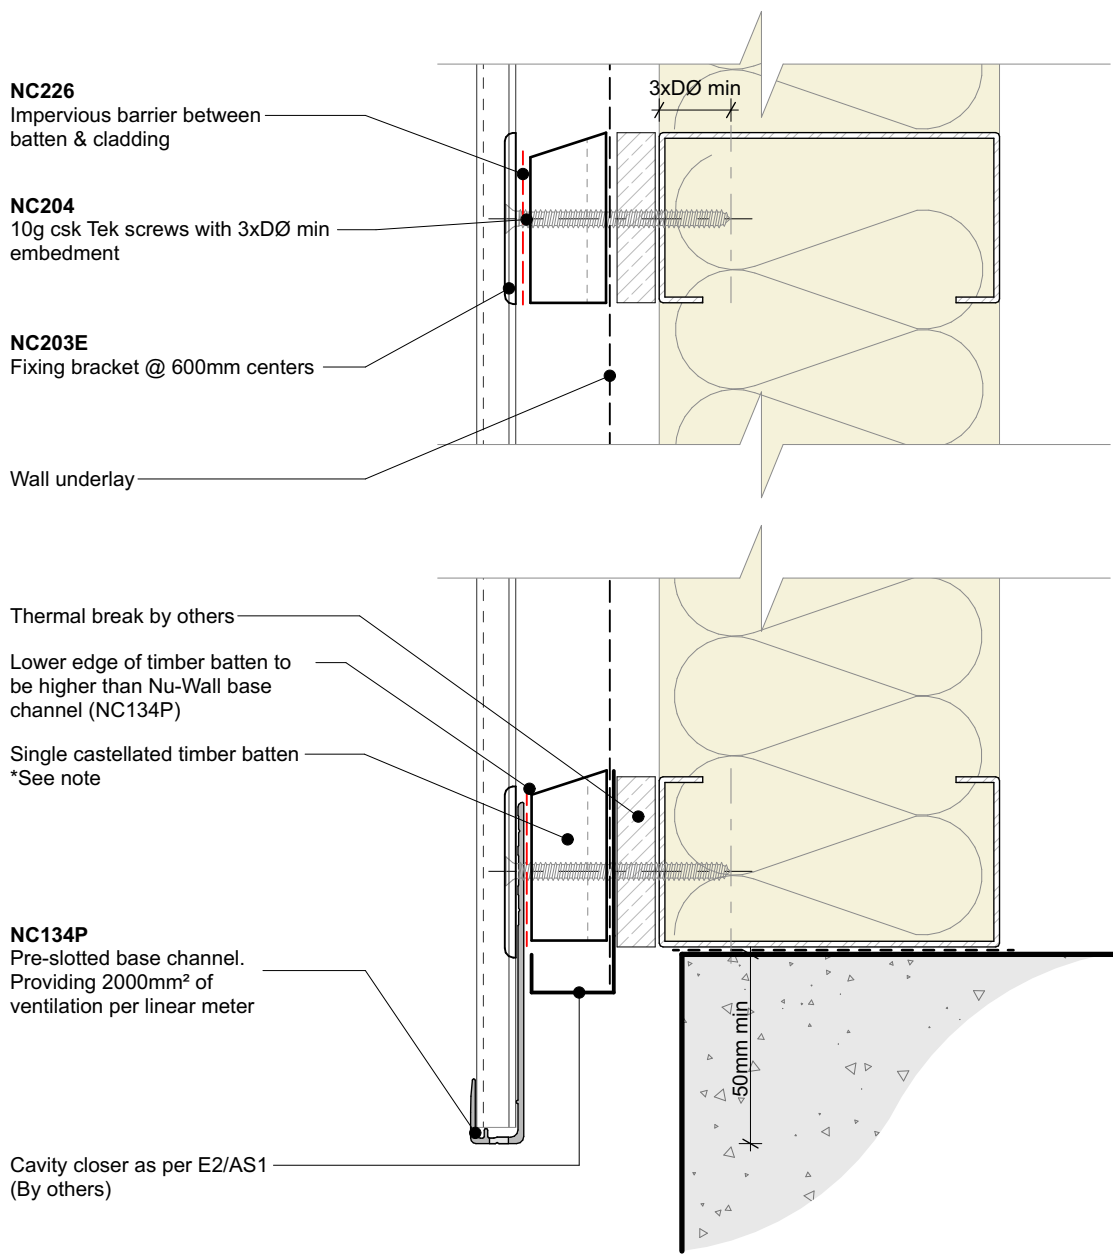 3xDØ min
NC226
Impervious barrier between
batten & cladding
NC204
10g csk Tek screws with 3xDØ min
embedment
NC203E
Fixing bracket @ 600mm centers
Wall underlay
Thermal break by others
Lower edge of timber batten to
be higher than Nu-Wall base
channel (NC134P)
Single castellated timber batten
*See note
NC134P
Pre-slotted base channel.
Providing 2000mm² of
ventilation per linear meter
50mm min
Cavity closer as per E2/AS1
(By others)